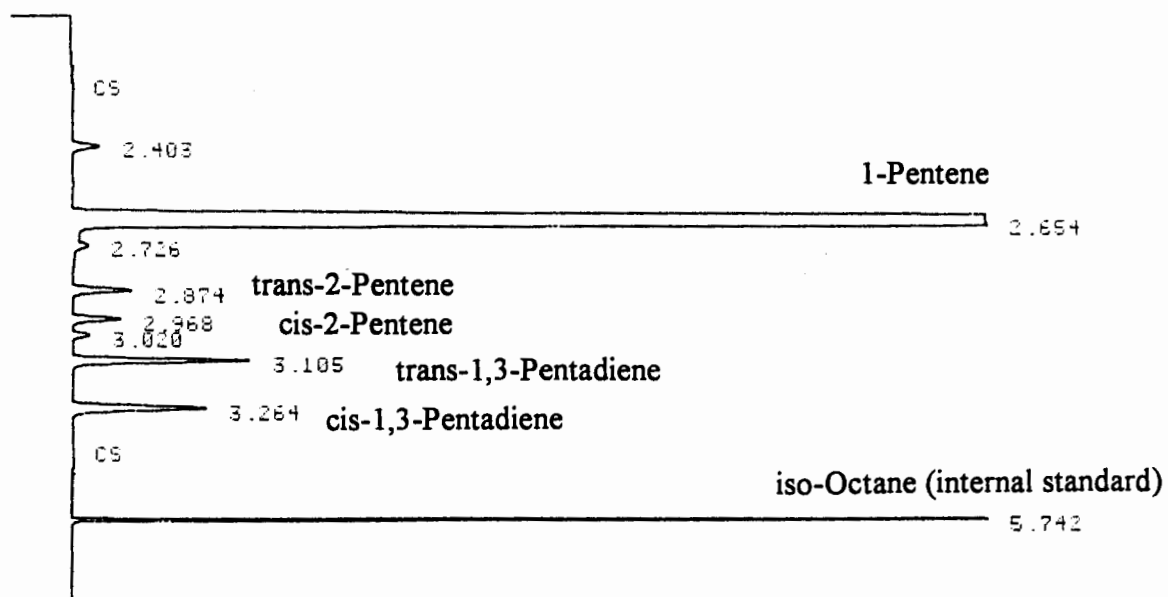 CS
2.403
1-Pentene
2.654
2.726
2.874 trans-2-Pentene
2.968 cis-2-Pentene
3.020
3.105 trans-1,3-Pentadiene
3.264 cis-1,3-Pentadiene
CS
iso-Octane (internal standard)
5.742